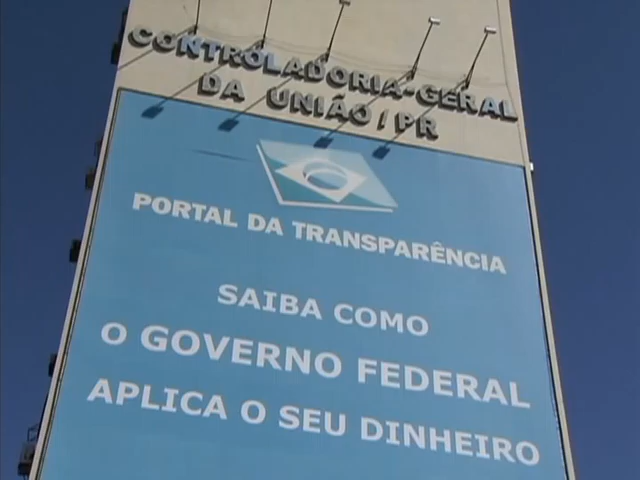 CONTROLADORIA-GERAL
DA UNIÃO/PR
PORTAL DA TRANSPARÊNCIA
SAIBA COMO
O GOVERNO FEDERAL
APLICA O SEU DINHEIRO